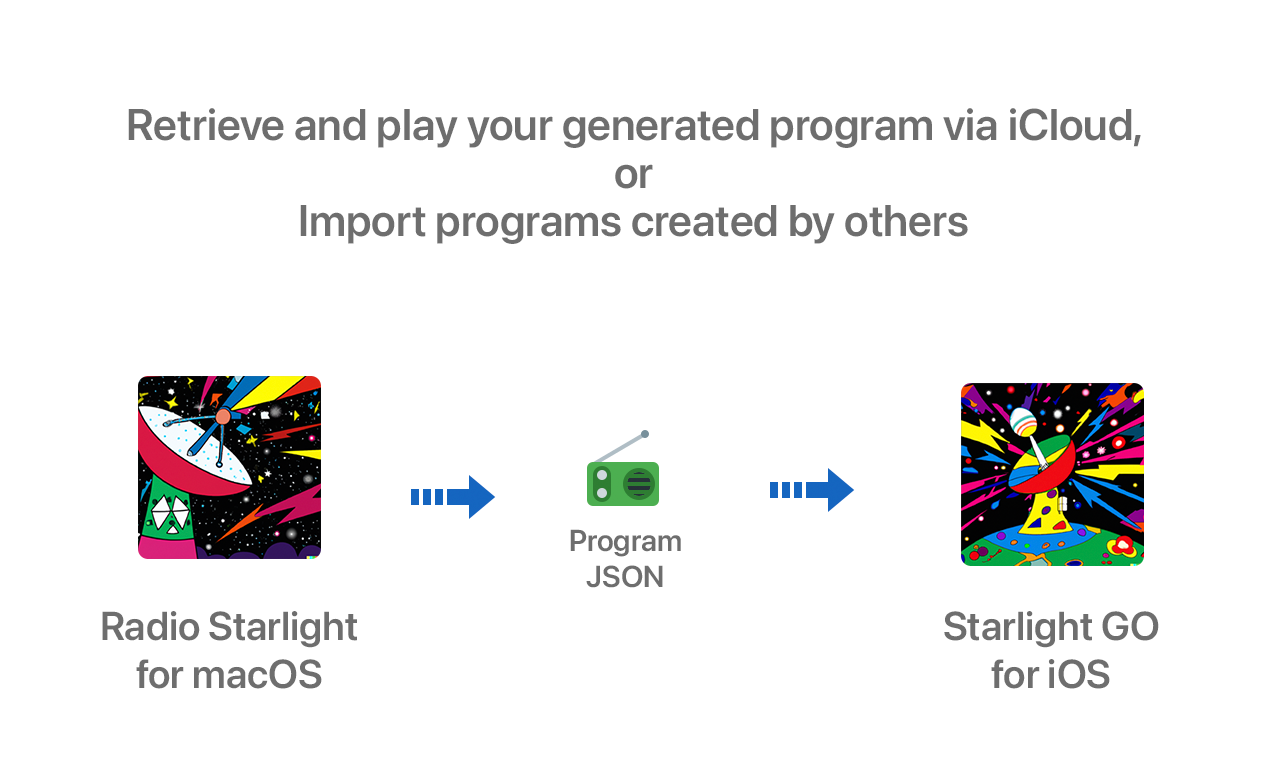 Retrieve and play your generated program via iCloud,
or
Import programs created by others
Program
JSON
Radio Starlight
for macOS
Starlight GO
for iOS